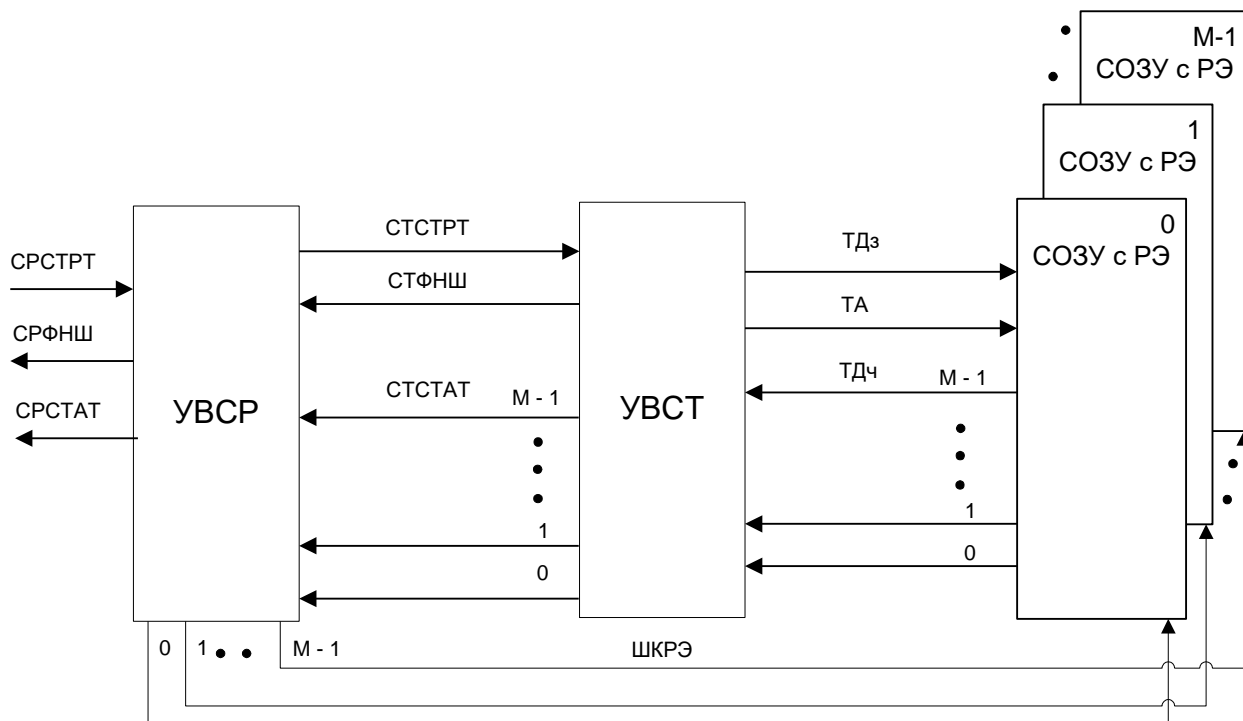 M-1
СОЗУ с РЭ
1
СОЗУ с РЭ
0
СОЗУ с РЭ
СТСТРТ
ТДз
СРСТРТ
СТФНШ
ТА
СРФНШ
СТСТАТ
М - 1
ТДч
М - 1
СРСТАТ
УВСР
УВСТ
1
1
0
0
0
1
М - 1
ШКРЭ